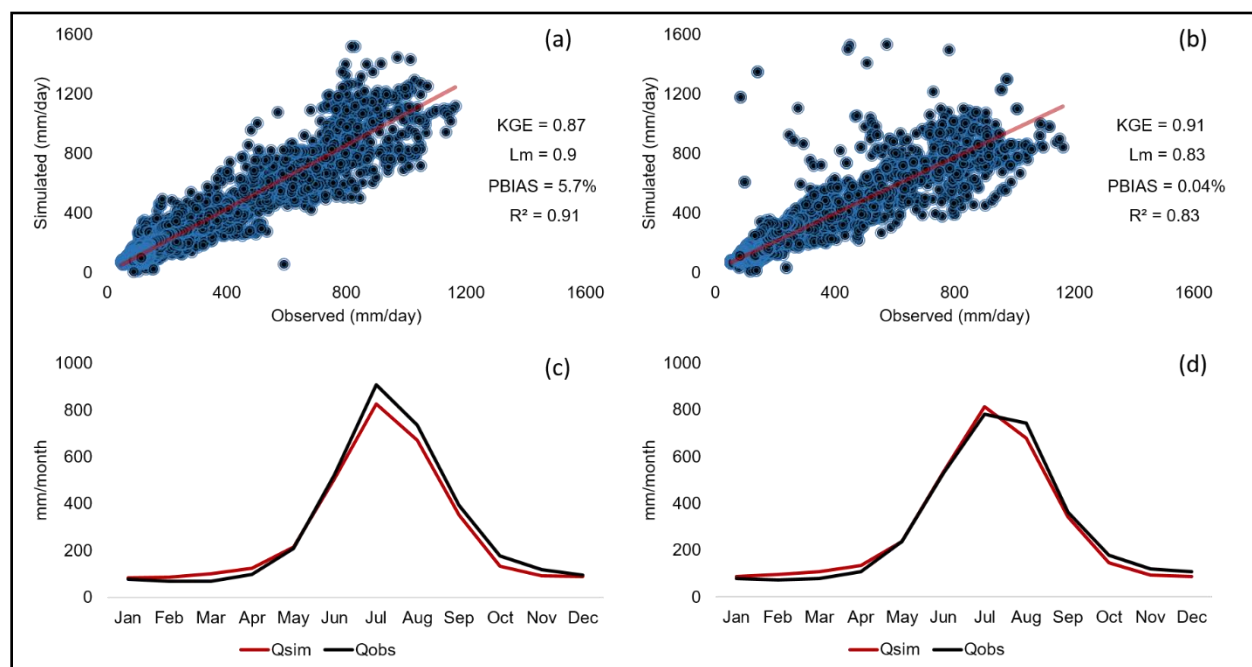 (a)
Simulated (mm/day)
1600
1200
800
400
0
KGE = 0.87
Lm = 0.9
PBIAS = 5.7%
R² = 0.91
0 400 800 1200 1600
Observed (mm/day)
(b)
Simulated (mm/day)
1600
1200
800
400
0
KGE = 0.91
Lm = 0.83
PBIAS = 0.04%
R² = 0.83
0 400 800 1200 1600
Observed (mm/day)
(c)
mm/month
1000
800
600
400
200
0
Jan Feb Mar Apr May Jun Jul Aug Sep Oct Nov Dec
Qsim Qobs
(d)
mm/month
1000
800
600
400
200
0
Jan Feb Mar Apr May Jun Jul Aug Sep Oct Nov Dec
Qsim Qobs